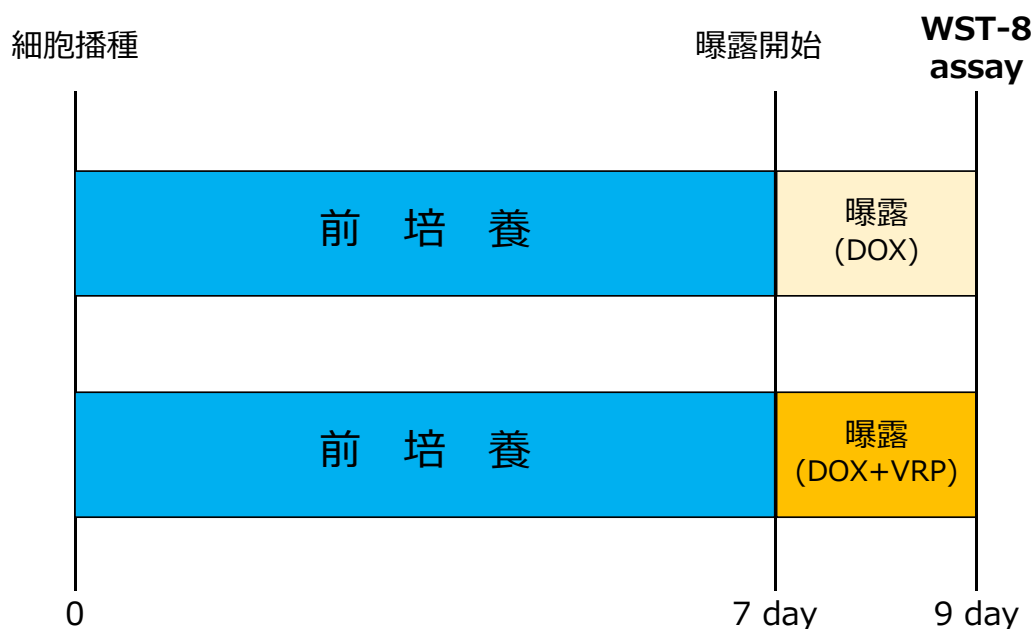 細胞播種
曝露開始
WST-8
assay
前 培 養
曝露
(DOX)
前 培 養
曝露
(DOX+VRP)
0
7 day
9 day